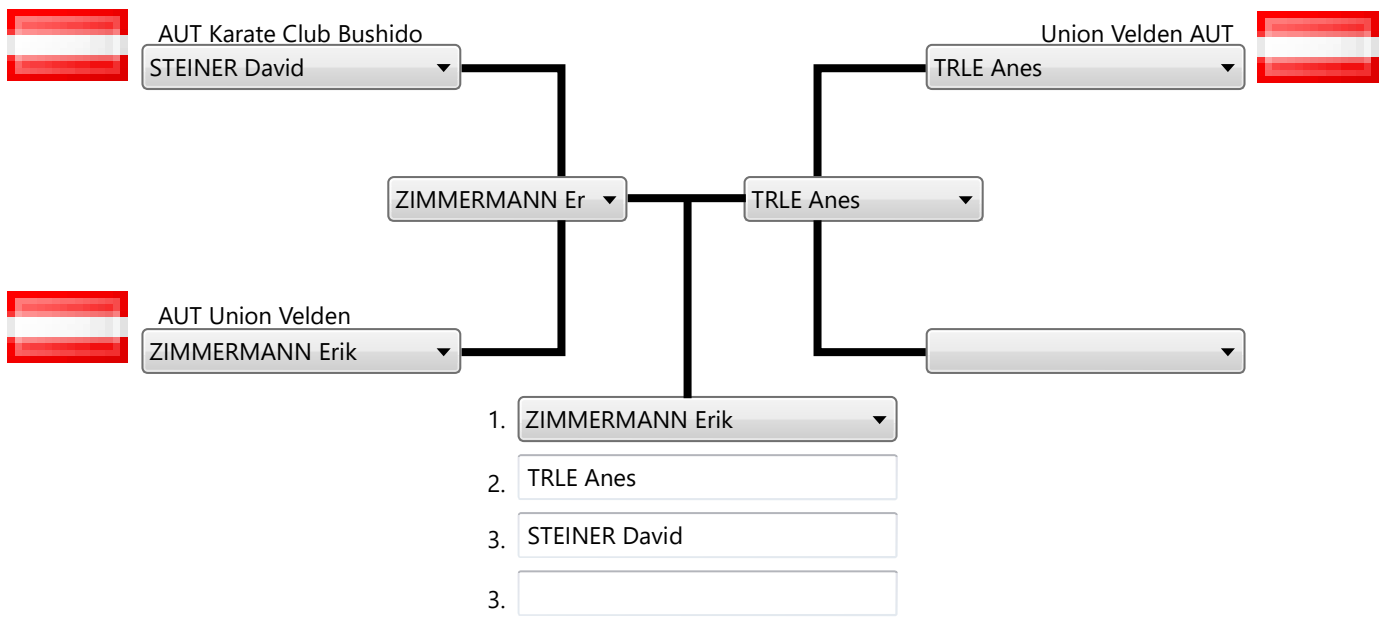 AUT Karate Club Bushido
STEINER David
Union Velden AUT
TRLE Anes
ZIMMERMANN Er
TRLE Anes
AUT Union Velden
ZIMMERMANN Erik
1. ZIMMERMANN Erik
2. TRLE Anes
3. STEINER David
3.